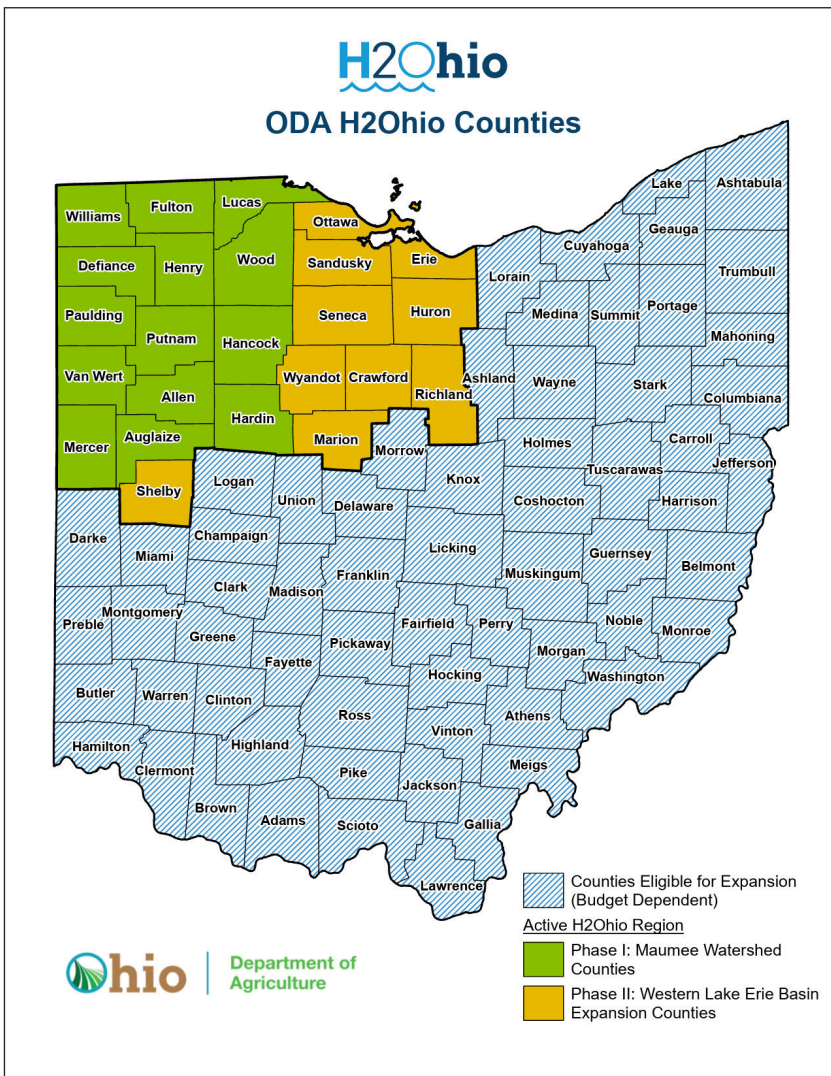 H2Ohio
ODA H2Ohio Counties
Lake
Ashtabula
Lucas
Fulton
Williams
Ottawa
Geauga
Cuyahoga
Wood
Sandusky
Erie
Defiance
Henry
Lorain
Trumbull
Portage
Medina
Summit
Paulding
Seneca
Huron
Putnam
Hancock
Mahoning
Van Wert
Wyandot
Crawford
Ashland
Wayne
Stark
Allen
Richland
Columbiana
Hardin
Auglaize
Marion
Mercer
Morrow
Holmes
Carroll
Jefferson
Tuscarawas
Logan
Knox
Shelby
Union
Delaware
Coshocton
Harrison
Darke
Champaign
Miami
Licking
Guernsey
Belmont
Franklin
Muskingum
Clark
Madison
Montgomery
Preble
Noble
Fairfield
Perry
Greene
Monroe
Pickaway
Morgan
Fayette
Hocking
Washington
Butler
Warren
Clinton
Ross
Athens
Vinton
Highland
Hamilton
Meigs
Clermont
Pike
Jackson
Brown
Adams
Scioto
Gallia
Lawrence
Counties Eligible for Expansion
(Budget Dependent)
Active H2Ohio Region
Phase I: Maumee Watershed
Counties
Phase II: Western Lake Erie Basin
Expansion Counties
Ohio
Department of
Agriculture